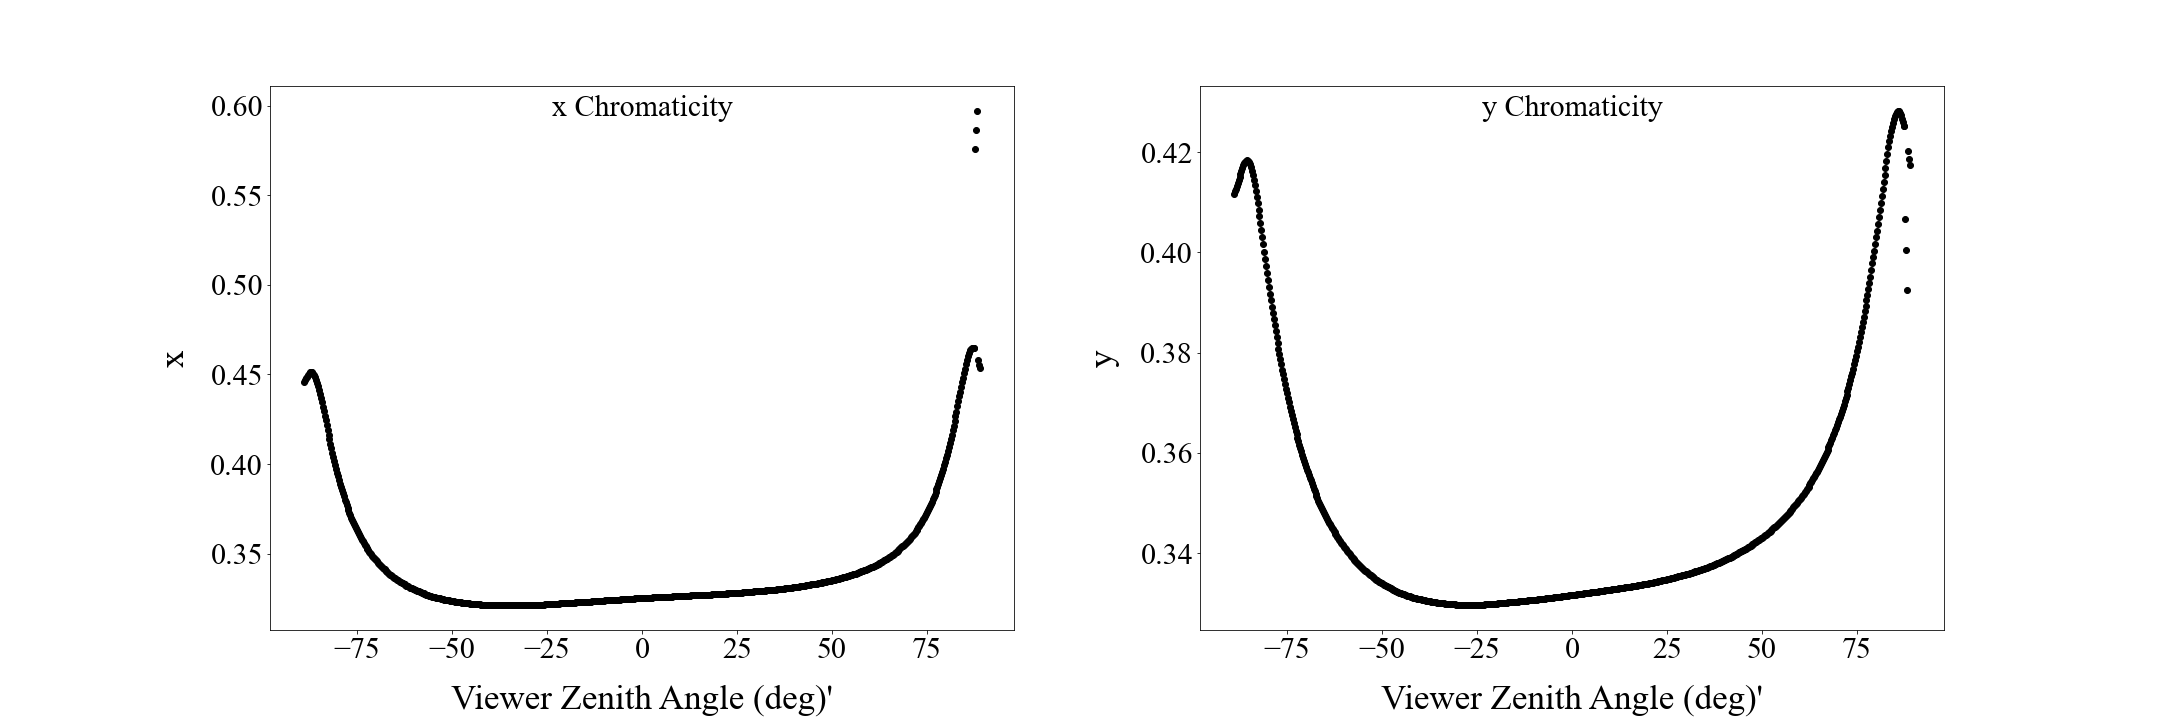 x Chromaticity
0.60
0.55
0.50
0.45
0.40
0.35
x
−75 −50 −25 0 25 50 75
Viewer Zenith Angle (deg)'
y Chromaticity
0.42
0.40
0.38
0.36
0.34
y
−75 −50 −25 0 25 50 75
Viewer Zenith Angle (deg)'